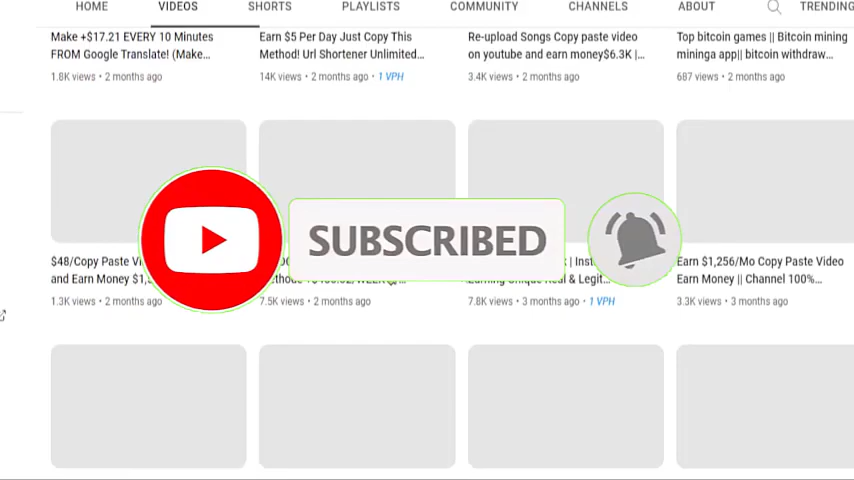 HOME VIDEOS SHORTS PLAYLISTS COMMUNITY CHANNELS ABOUT TRENDING
Make +$17.21 EVERY 10 Minutes
FROM Google Translate! (Make...
1.8K views • 2 months ago
Earn $5 Per Day Just Copy This
Method! Url Shortener Unlimited...
14K views • 2 months ago • 1 VPH
Re-upload Songs Copy paste video
on youtube and earn money$6.3K |...
3.4K views • 2 months ago
Top bitcoin games || Bitcoin mining
mininga app|| bitcoin withdraw...
687 views • 2 months ago
SUBSCRIBED
$48/Copy Paste
and Earn Money
1.3K views • 2 months ago
7.5K views • 2 months ago
Earning Unique Real & Legit...
7.8K views • 3 months ago • 1 VPH
Earn $1,256/Mo Copy Paste Video
Earn Money || Channel 100%...
3.3K views • 3 months ago